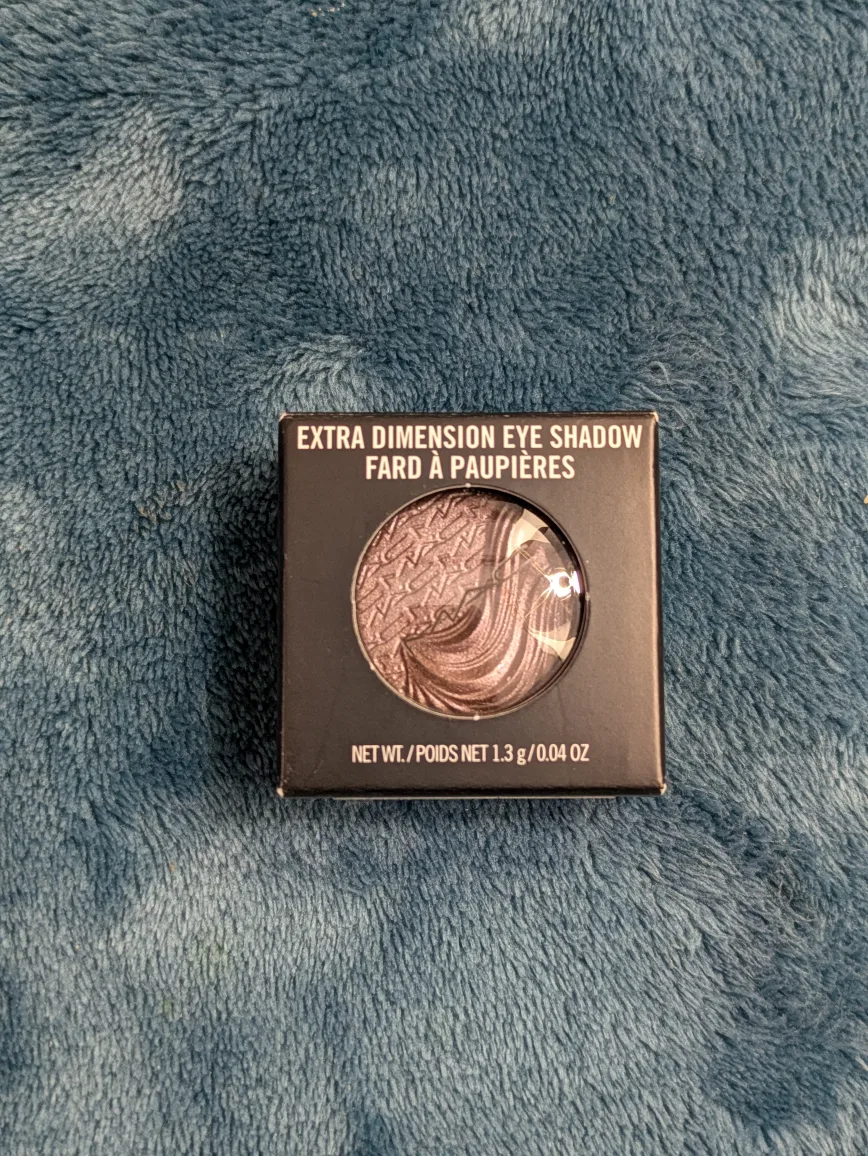 EXTRA DIMENSION EYE SHADOW
FARD À PAUPIÈRES
NET WT./POIDS NET 1.3 g/0.04 OZ